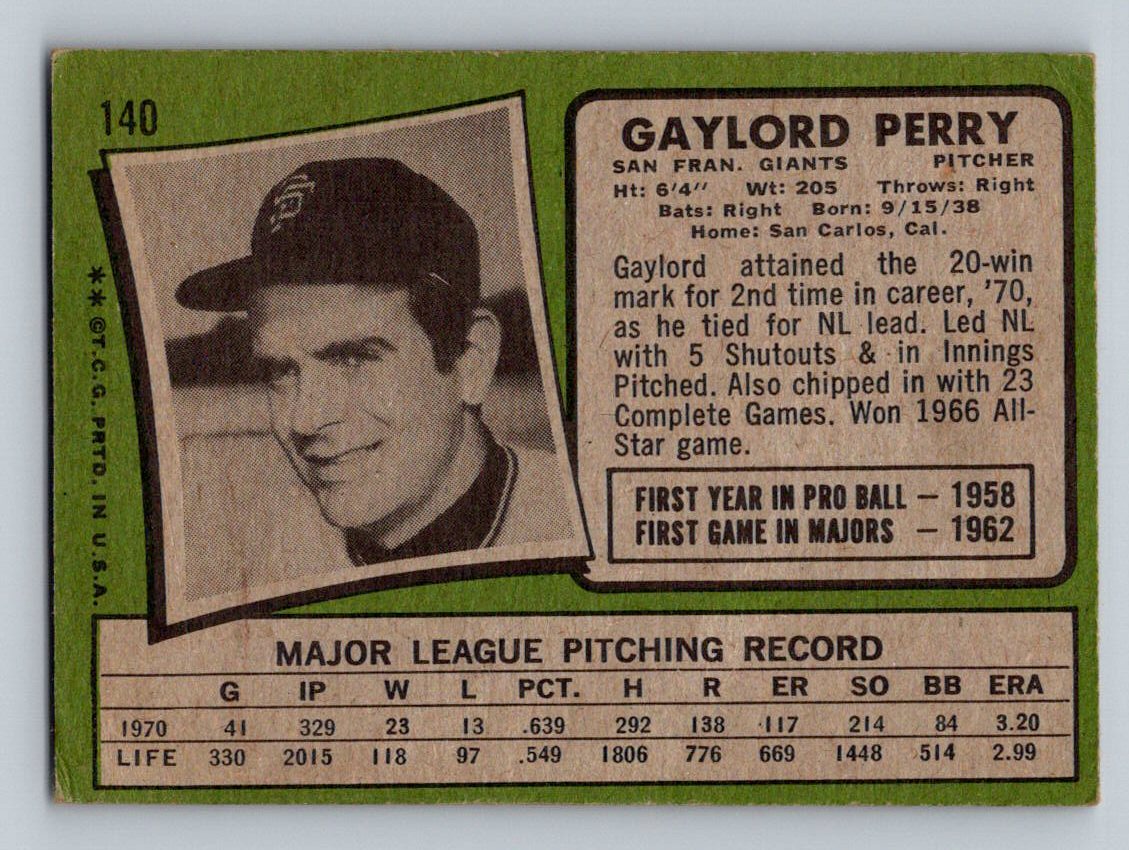 140
SF
GAYLORD PERRY
SAN FRAN. GIANTS PITCHER
Ht: 6'4" Wt: 205 Throws: Right
Bats: Right Born: 9/15/38
Home: San Carlos, Cal.
Gaylord attained the 20-win
mark for 2nd time in career, '70,
as he tied for NL lead. Led NL
with 5 Shutouts & in Innings
Pitched. Also chipped in with 23
Complete Games. Won 1966 All-
Star game.
FIRST YEAR IN PRO BALL – 1958
FIRST GAME IN MAJORS – 1962
**©T.C.G. PRTD. IN U.S.A.
MAJOR LEAGUE PITCHING RECORD
G IP W L PCT. H R ER SO BB ERA
1970 41 329 23 13 .639 292 138 117 214 84 3.20
LIFE 330 2015 118 97 .549 1806 776 669 1448 514 2.99